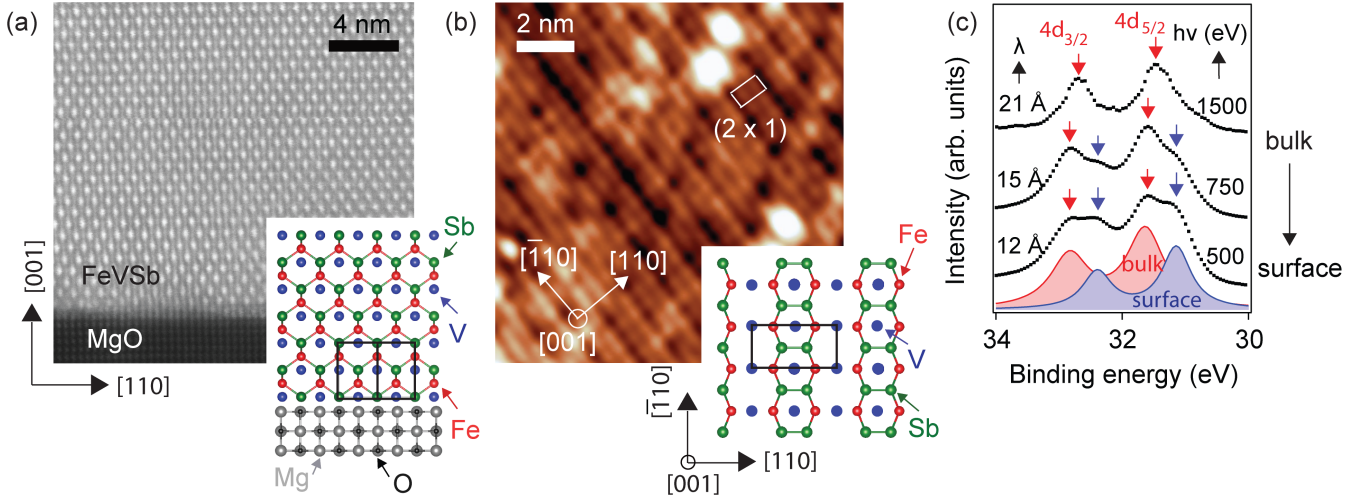 (a)
4 nm
FeVSb
MgO
[001]
[110]
Sb
V
Fe
Mg
O
(b)
2 nm
(2 x 1)
[1̅10]
[110]
[001]
Fe
V
Sb
[1̅10]
[110]
[001]
(c)
4d3/2
4d5/2
hν (eV)
λ
21 Å
1500
15 Å
750
12 Å
500
bulk
surface
bulk
surface
34
32
30
Intensity (arb. units)
Binding energy (eV)